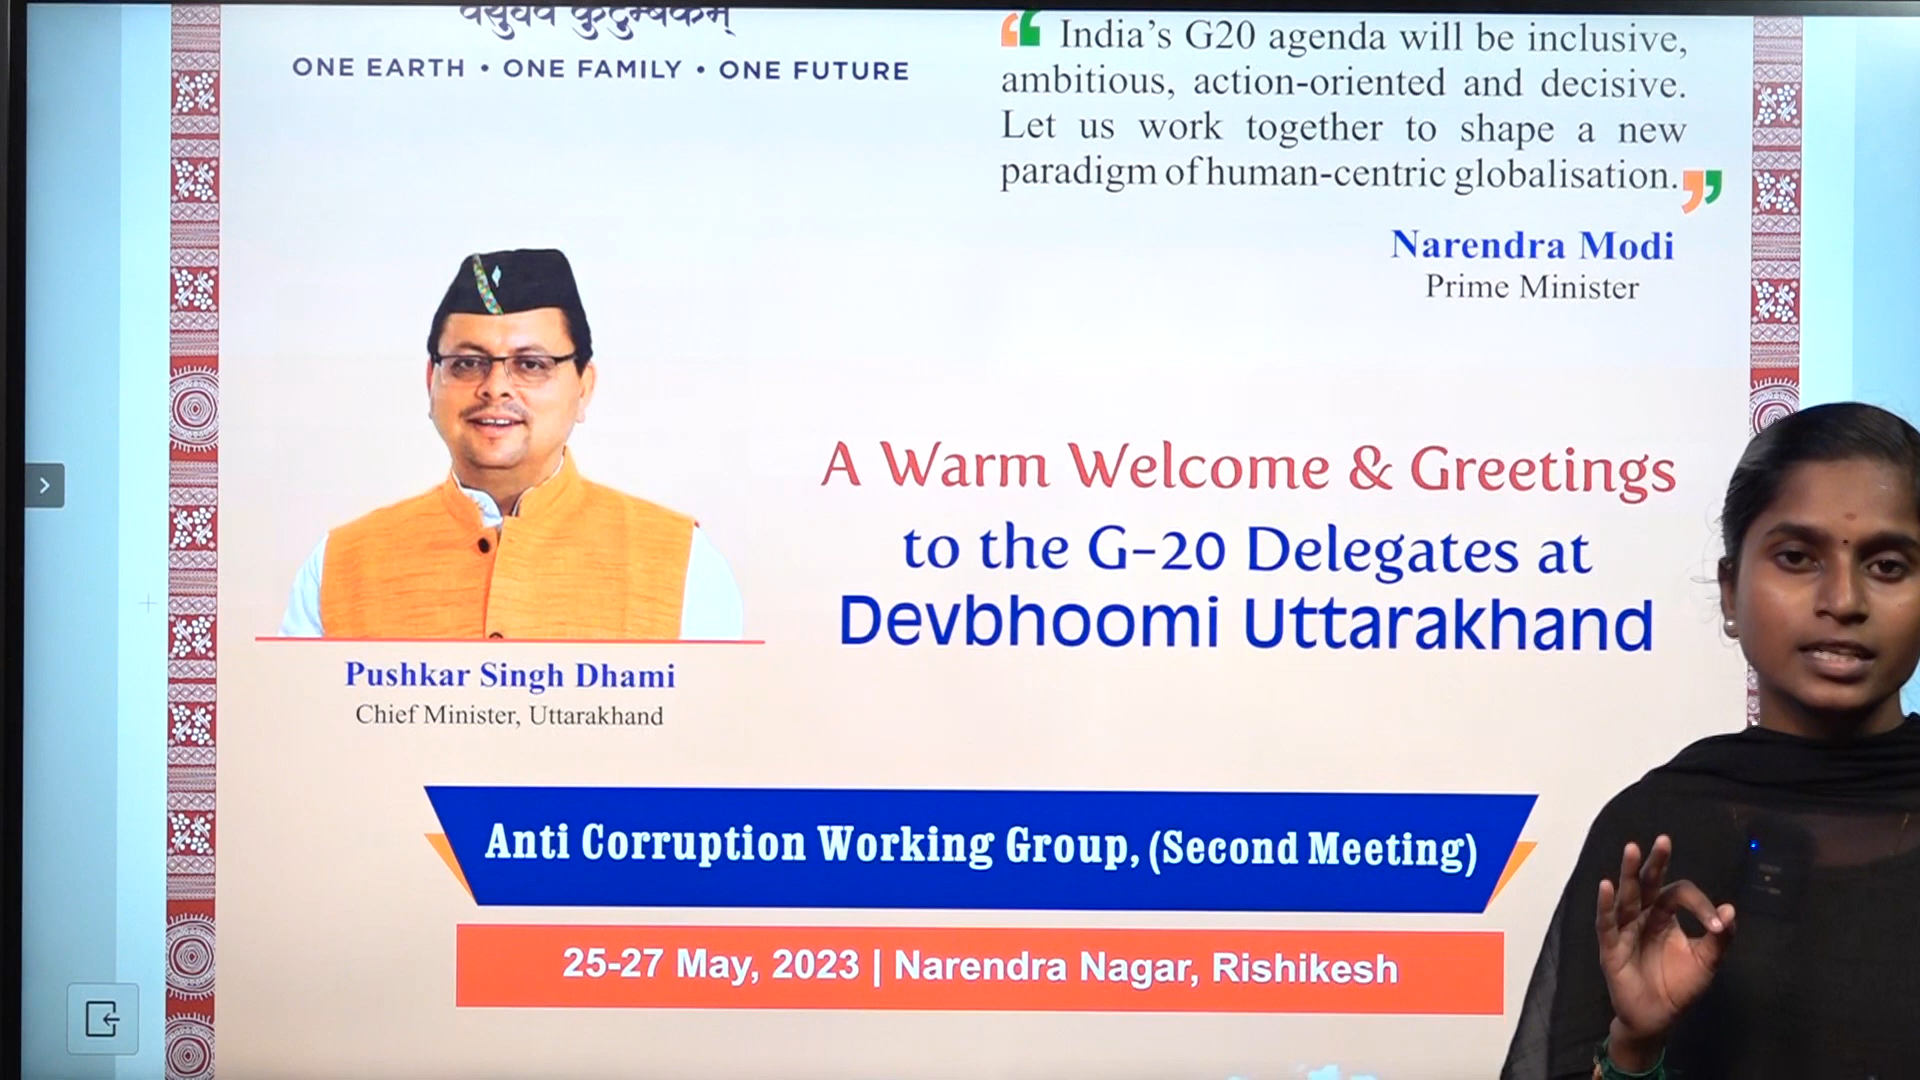 वसुधैव कुटुम्बकम्
ONE EARTH • ONE FAMILY • ONE FUTURE
“ India’s G20 agenda will be inclusive,
ambitious, action-oriented and decisive.
Let us work together to shape a new
paradigm of human-centric globalisation. ”
Narendra Modi
Prime Minister
A Warm Welcome & Greetings
to the G-20 Delegates at
Devbhoomi Uttarakhand
Pushkar Singh Dhami
Chief Minister, Uttarakhand
Anti Corruption Working Group, (Second Meeting)
25-27 May, 2023 | Narendra Nagar, Rishikesh